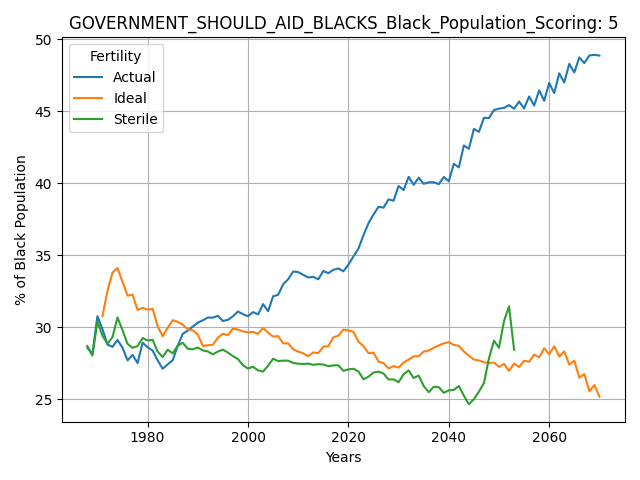 GOVERNMENT_SHOULD_AID_BLACKS_Black_Population_Scoring: 5
Fertility
Actual
Ideal
Sterile
% of Black Population
50
45
40
35
30
25
1980
2000
2020
2040
2060
Years